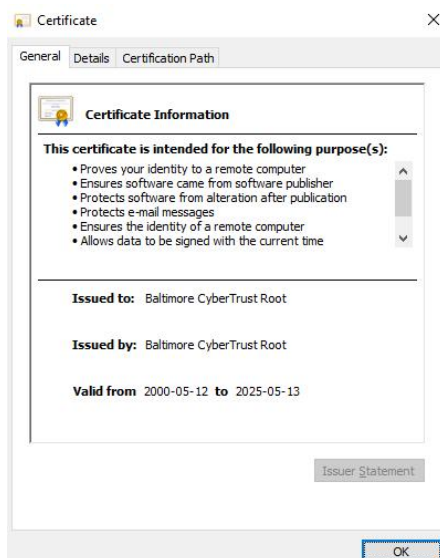 Certificate
General Details Certification Path
Certificate Information
This certificate is intended for the following purpose(s):
• Proves your identity to a remote computer
• Ensures software came from software publisher
• Protects software from alteration after publication
• Protects e-mail messages
• Ensures the identity of a remote computer
• Allows data to be signed with the current time
Issued to: Baltimore CyberTrust Root
Issued by: Baltimore CyberTrust Root
Valid from 2000-05-12 to 2025-05-13
Issuer Statement
OK